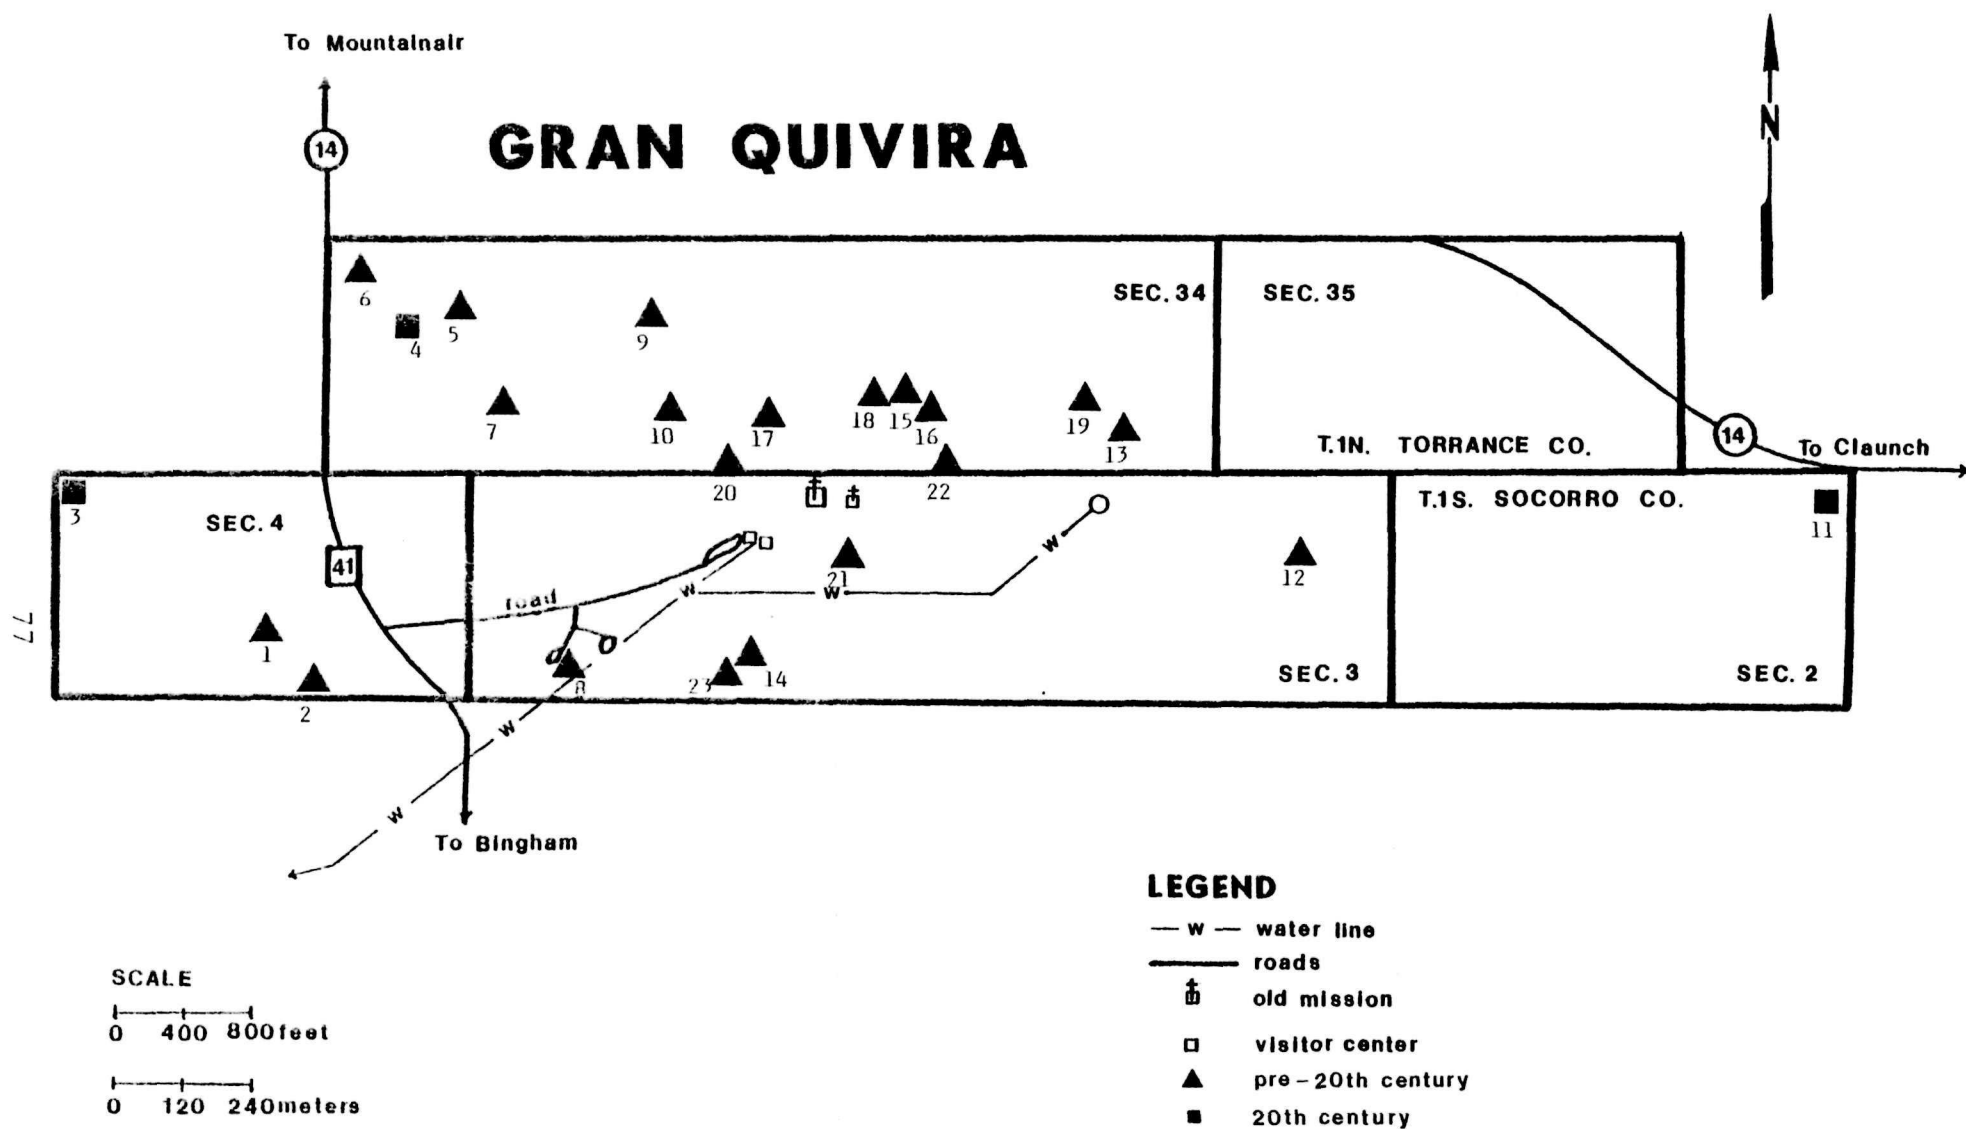 To Mountainair
14
GRAN QUIVIRA
N
6
4
5
9
SEC. 34
SEC. 35
7
10
17
18
15
16
19
13
T.1N. TORRANCE CO.
14
To Claunch
3
SEC. 4
20
22
T.1S. SOCORRO CO.
11
41
21
W
12
road
W
W
1
2
8
23
14
SEC. 3
SEC. 2
77
W
W
To Bingham
LEGEND
W water line
roads
old mission
visitor center
pre-20th century
20th century
SCALE
0 400 800 feet
0 120 240 meters